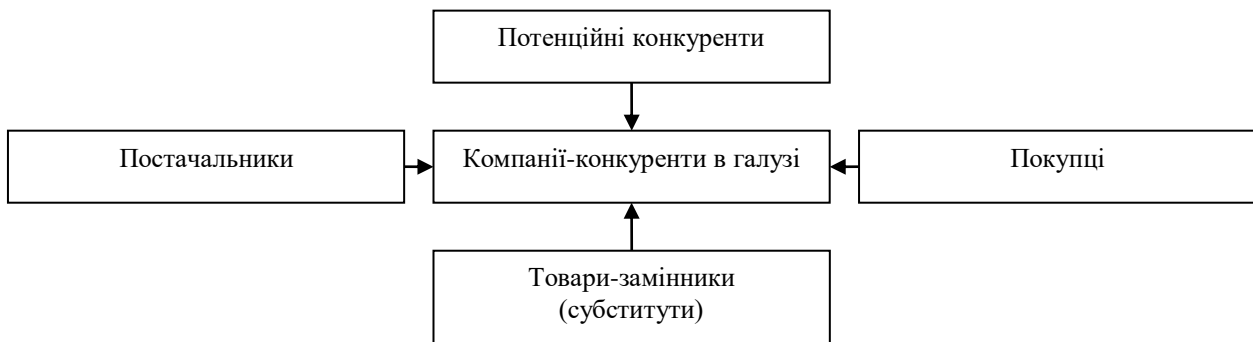 Потенційні конкуренти
Постачальники
Компанії-конкуренти в галузі
Покупці
Товари-замінники
(субститути)